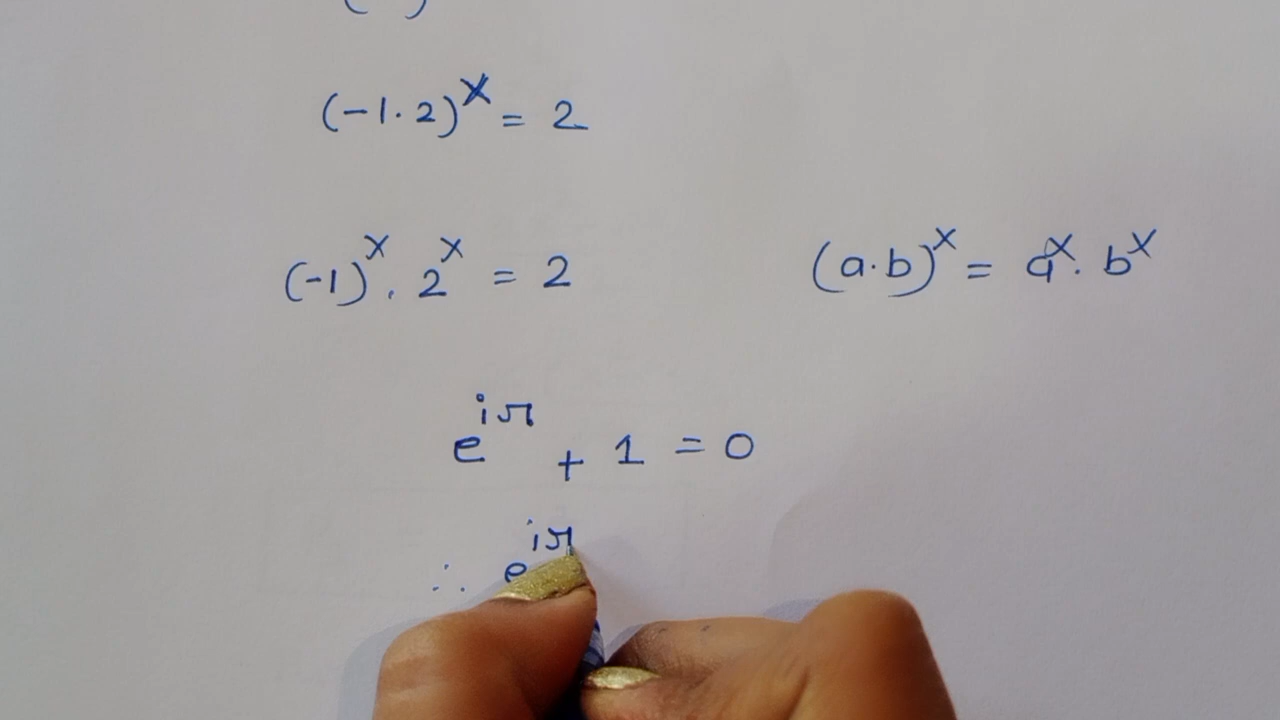 (-1.2)^x = 2
(-1)^x . 2^x = 2
(a.b)^x = a^x . b^x
e^iπ + 1 = 0
∴ e^iπ